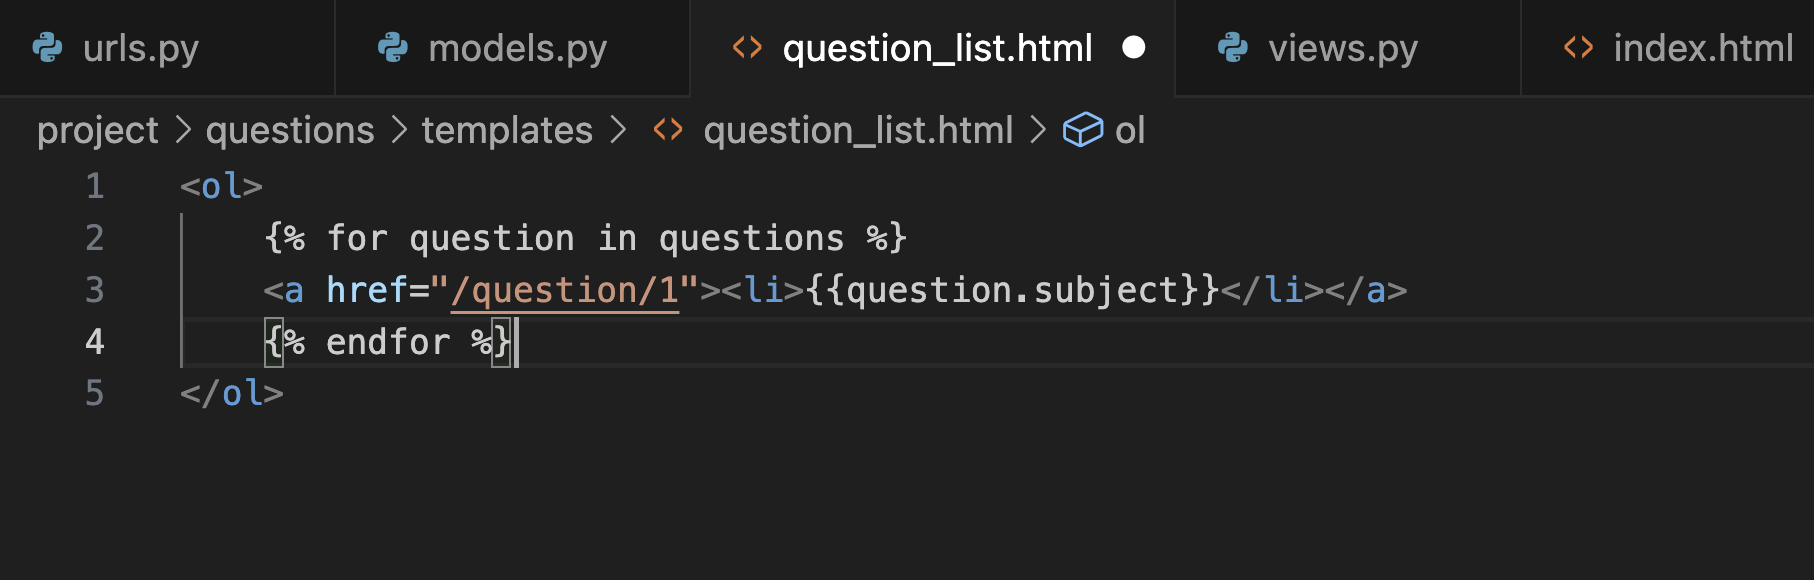 urls.py models.py question_list.html views.py index.html
project > questions > templates > question_list.html > ol
1 <ol>
2 {% for question in questions %}
3 <a href="/question/1"><li>{{question.subject}}</li></a>
4 {% endfor %}
5 </ol>